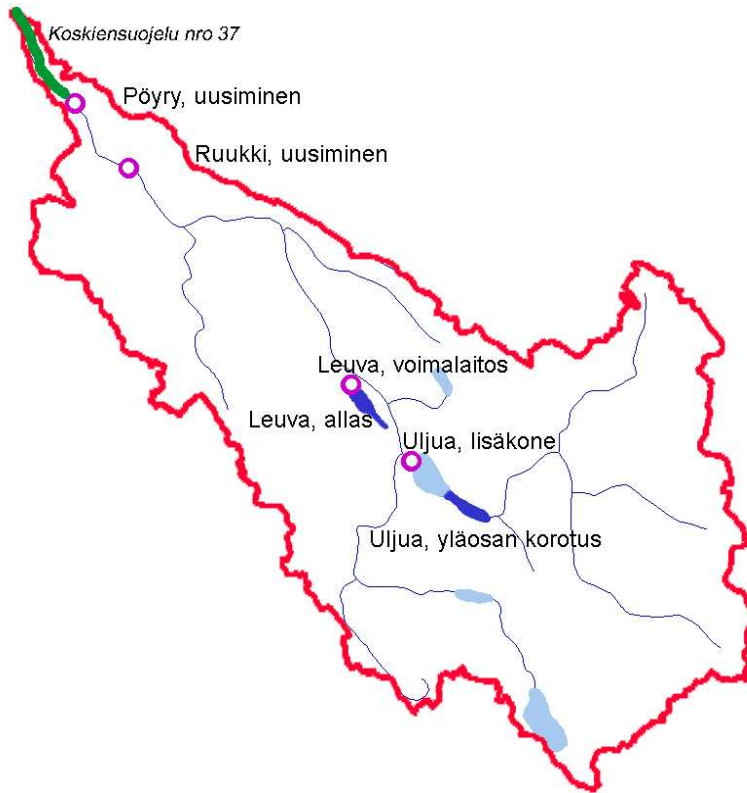 Koskiensuojelu nro 37
Pöyry, uusiminen
Ruukki, uusiminen
Leuva, voimalaitos
Leuva, allas
Uljua, lisäkone
Uljua, yläosan korotus